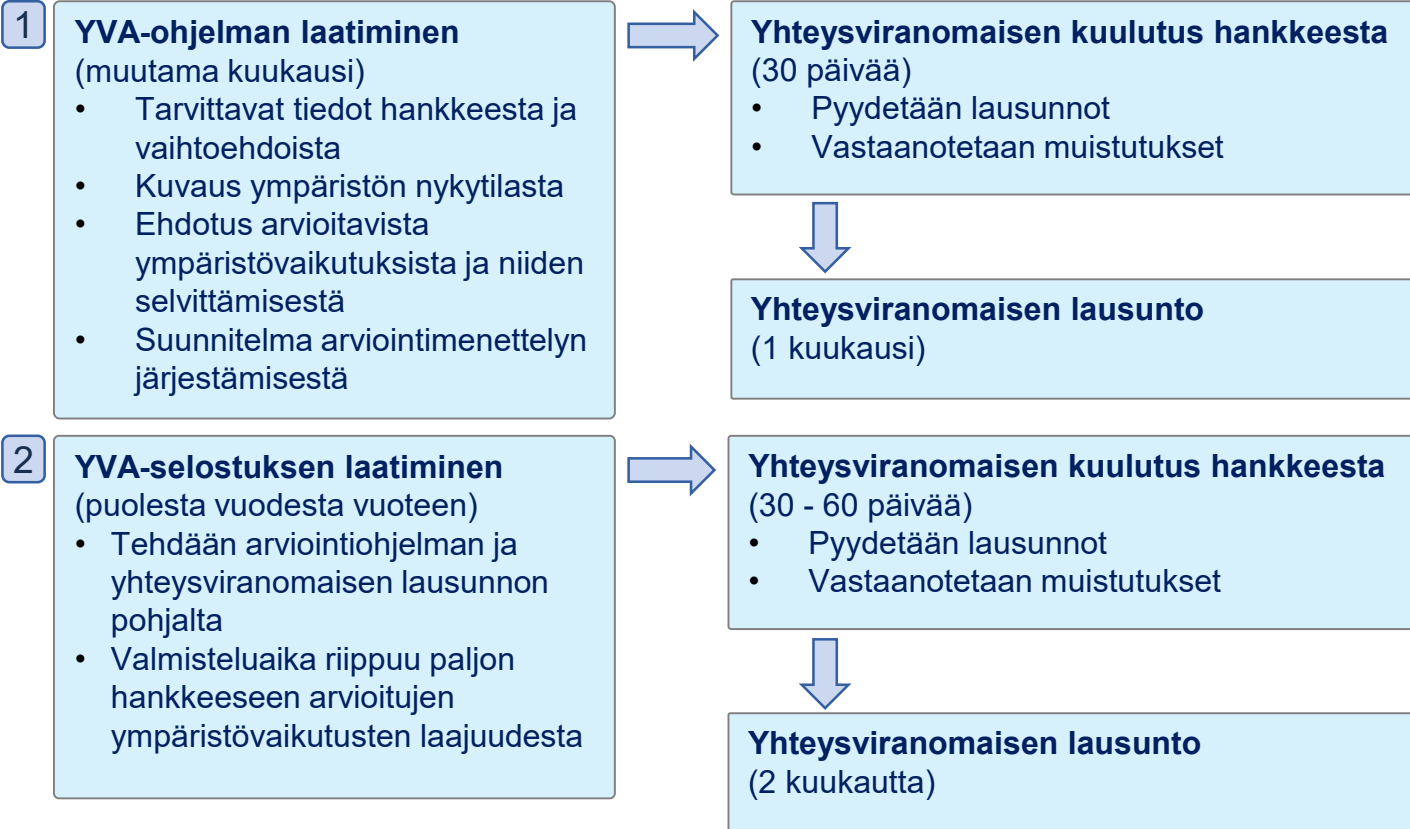 1
YVA-ohjelman laatiminen
(muutama kuukausi)
• Tarvittavat tiedot hankkeesta ja
vaihtoehdoista
• Kuvaus ympäristön nykytilasta
• Ehdotus arvioitavista
ympäristövaikutuksista ja niiden
selvittämisestä
• Suunnitelma arviointimenettelyn
järjestämisestä
Yhteysviranomaisen kuulutus hankkeesta
(30 päivää)
• Pyydetään lausunnot
• Vastaanotetaan muistutukset
Yhteysviranomaisen lausunto
(1 kuukausi)
2
YVA-selostuksen laatiminen
(puolesta vuodesta vuoteen)
• Tehdään arviointiohjelman ja
yhteysviranomaisen lausunnon
pohjalta
• Valmisteluaika riippuu paljon
hankkeeseen arvioitujen
ympäristövaikutusten laajuudesta
Yhteysviranomaisen kuulutus hankkeesta
(30 - 60 päivää)
• Pyydetään lausunnot
• Vastaanotetaan muistutukset
Yhteysviranomaisen lausunto
(2 kuukautta)